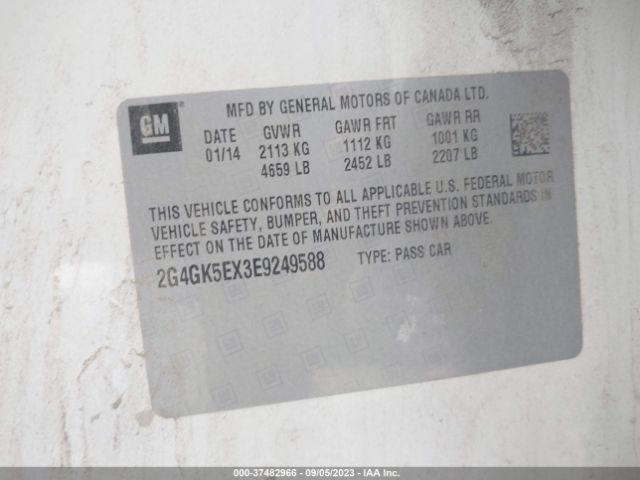 MFD BY GENERAL MOTORS OF CANADA LTD.
GM
DATE GVWR GAWR FRT GAWR RR
01/14 2113 KG 1112 KG 1001 KG
4659 LB 2452 LB 2207 LB
THIS VEHICLE CONFORMS TO ALL APPLICABLE U.S. FEDERAL MOTOR
VEHICLE SAFETY, BUMPER, AND THEFT PREVENTION STANDARDS IN
EFFECT ON THE DATE OF MANUFACTURE SHOWN ABOVE.
2G4GK5EX3E9249588 TYPE: PASS CAR
000-37482966 - 09/05/2023 - IAA Inc.